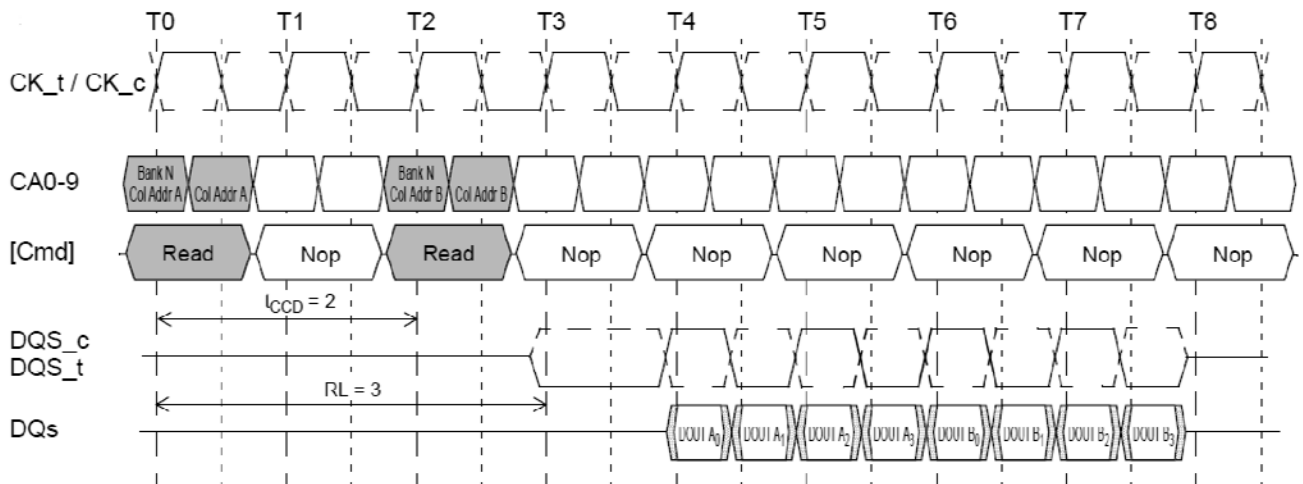 T0 T1 T2 T3 T4 T5 T6 T7 T8
CK_t / CK_c
CA0-9
Bank N
Col Addr A
Col Addr A
Bank N
Col Addr B
Col Addr B
[Cmd]
Read Nop Read Nop Nop Nop Nop Nop Nop
tCCD = 2
DQS_c
DQS_t
RL = 3
DQs
DOUT A0 DOUT A1 DOUT A2 DOUT A3 DOUT B0 DOUT B1 DOUT B2 DOUT B3